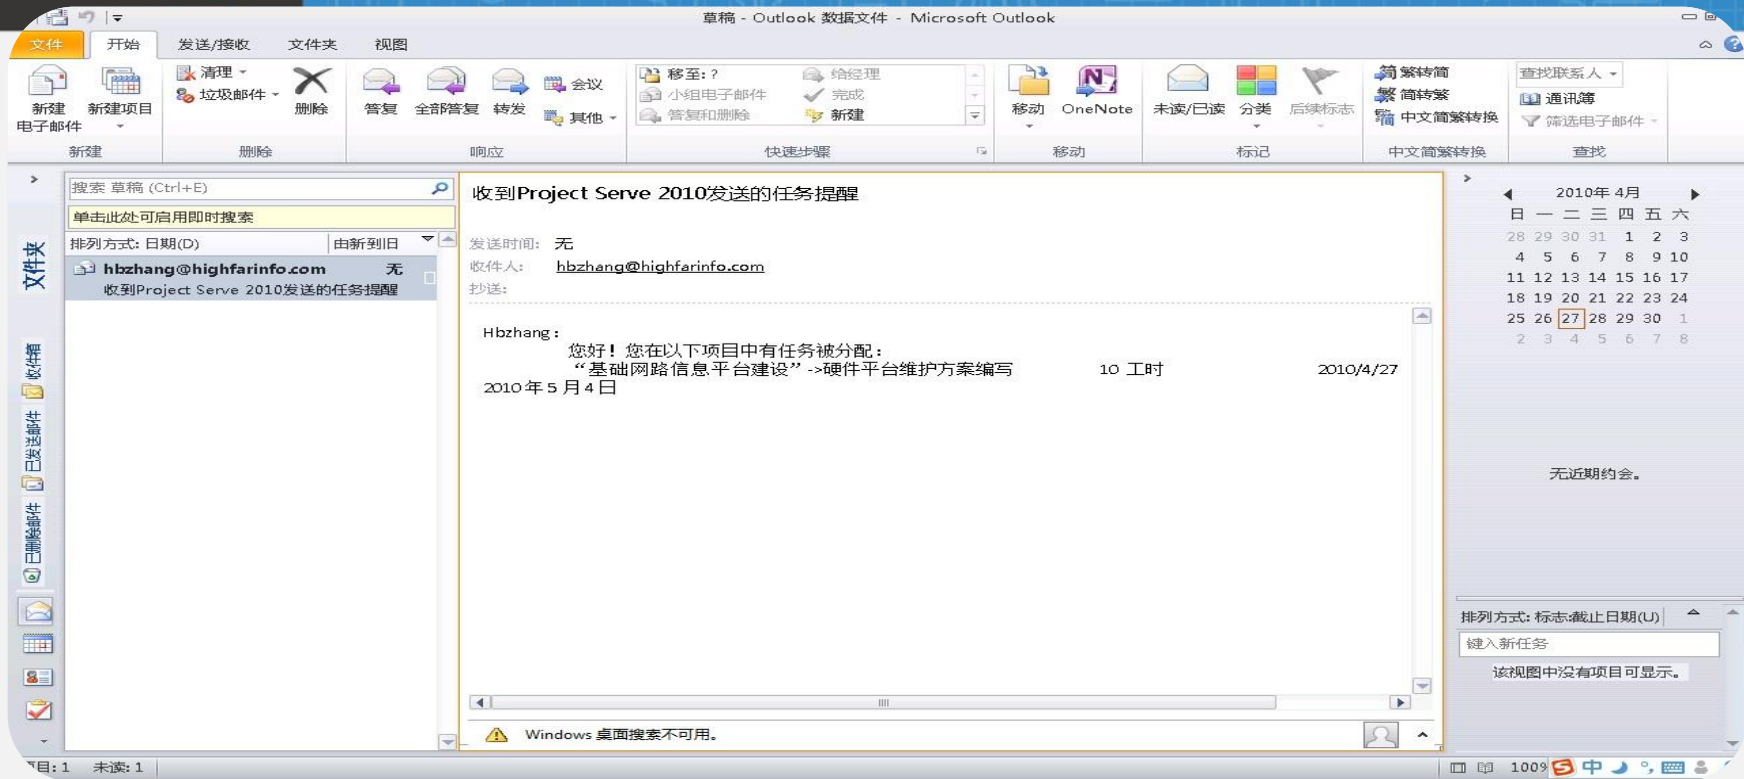 草稿 - Outlook 数据文件 - Microsoft Outlook
文件 开始 发送/接收 文件夹 视图
新建 电子邮件
新建项目
新建
清理
垃圾邮件
删除
删除
答复 全部答复 转发
会议
其他
响应
移至: ? 给经理
小组电子邮件 完成
答复和删除 新建
快速步骤
移动 OneNote
移动
未读/已读 分类 后续标志
标记
简 繁转简
繁 简转繁
中文简繁转换
中文简繁转换
查找联系人
通讯簿
筛选电子邮件
查找
文件夹
收件箱
已发送邮件
已删除邮件
搜索 草稿 (Ctrl+E)
单击此处可启用即时搜索
排列方式: 日期(D) 由新到旧
hbzhang@highfarinfo.com 无
收到Project Serve 2010发送的任务提醒
收到Project Serve 2010发送的任务提醒
发送时间: 无
收件人: hbzhang@highfarinfo.com
抄送:
Hbzhang：
您好！您在以下项目中有任务被分配：
“基础网路信息平台建设”->硬件平台维护方案编写 10 工时 2010/4/27
2010年5月4日
Windows 桌面搜索不可用。
2010年 4月
日 一 二 三 四 五 六
28 29 30 31 1 2 3
4 5 6 7 8 9 10
11 12 13 14 15 16 17
18 19 20 21 22 23 24
25 26 27 28 29 30 1
2 3 4 5 6 7 8
无近期约会。
排列方式: 标志:截止日期(U)
键入新任务
该视图中没有项目可显示。
目: 1 未读: 1
100% 中